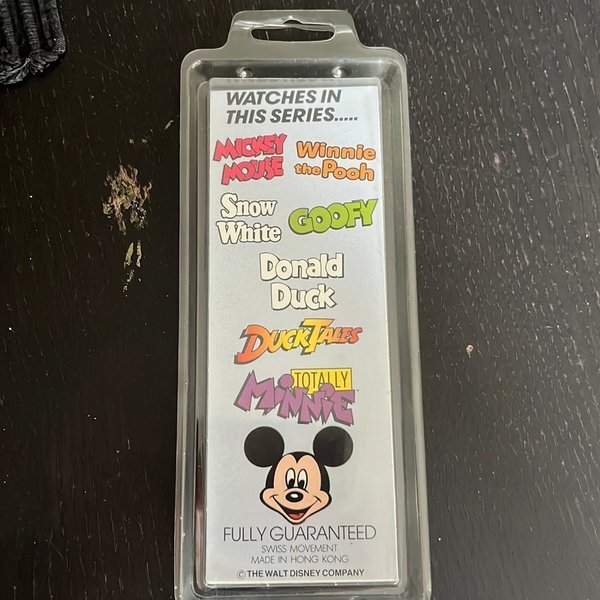 WATCHES IN
THIS SERIES.....
MICKEY MOUSE
Winnie the Pooh
Snow White
GOOFY
Donald
Duck
DUCKTALES
TOTALLY
MINNIE™
FULLY GUARANTEED
SWISS MOVEMENT
MADE IN HONG KONG
© THE WALT DISNEY COMPANY